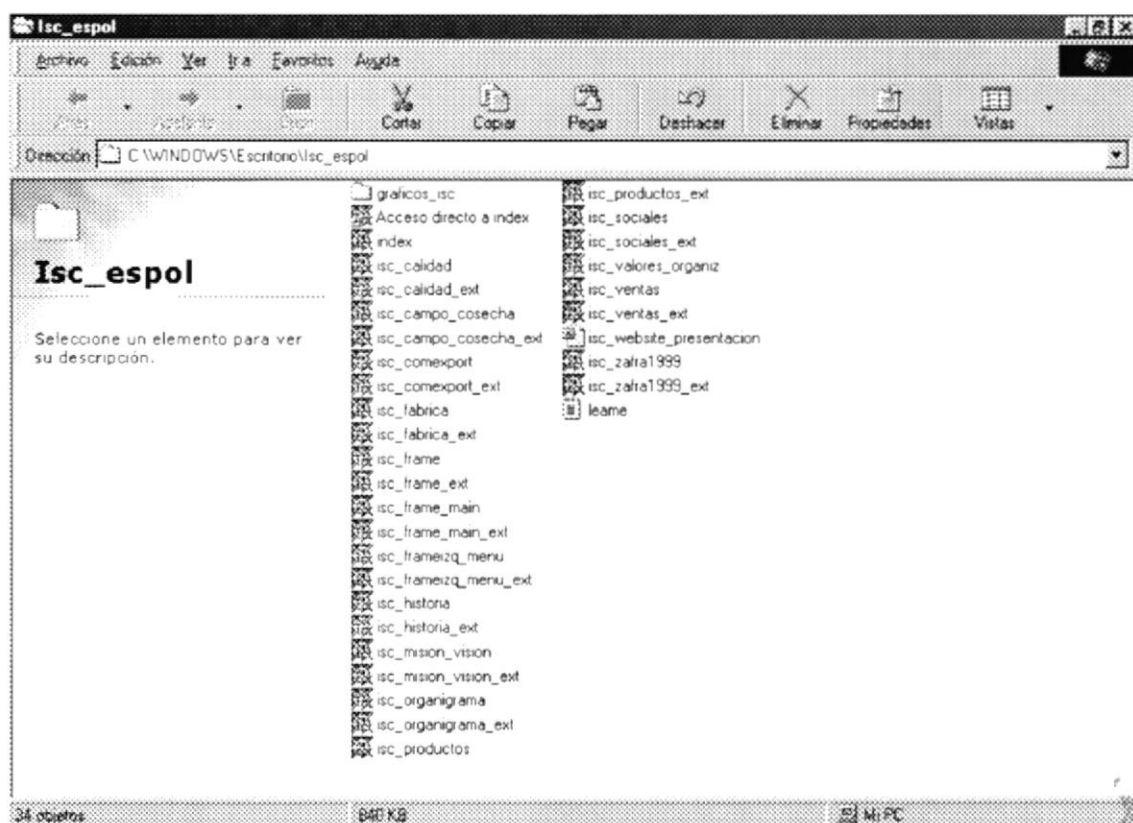 Isc_espol
Archivo Edición Ver Ir a Favoritos Ayuda
Cortar Copiar Pegar Deshacer Eliminar Propiedades Vistas
Dirección C:\WINDOWS\Escritorio\Isc_espol
Isc_espol
Seleccione un elemento para ver
su descripción.
graficos_isc
Acceso directo a index
index
isc_calidad
isc_calidad_ext
isc_campo_cosecha
isc_campo_cosecha_ext
isc_comexport
isc_comexport_ext
isc_fabrica
isc_fabrica_ext
isc_frame
isc_frame_ext
isc_frame_main
isc_frame_main_ext
isc_frameizq_menu
isc_frameizq_menu_ext
isc_historia
isc_historia_ext
isc_mision_vision
isc_mision_vision_ext
isc_organigrama
isc_organigrama_ext
isc_productos
isc_productos_ext
isc_sociales
isc_sociales_ext
isc_valores_organiz
isc_ventas
isc_ventas_ext
isc_website_presentacion
isc_zafra1999
isc_zafra1999_ext
leame
34 objetos 840 KB Mi PC